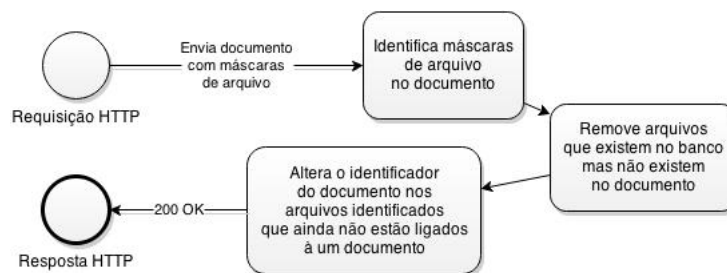 Requisição HTTP
Envia documento
com máscaras
de arquivo
Identifica máscaras
de arquivo
no documento
Remove arquivos
que existem no banco
mas não existem
no documento
Altera o identificador
do documento nos
arquivos identificados
que ainda não estão ligados
à um documento
200 OK
Resposta HTTP